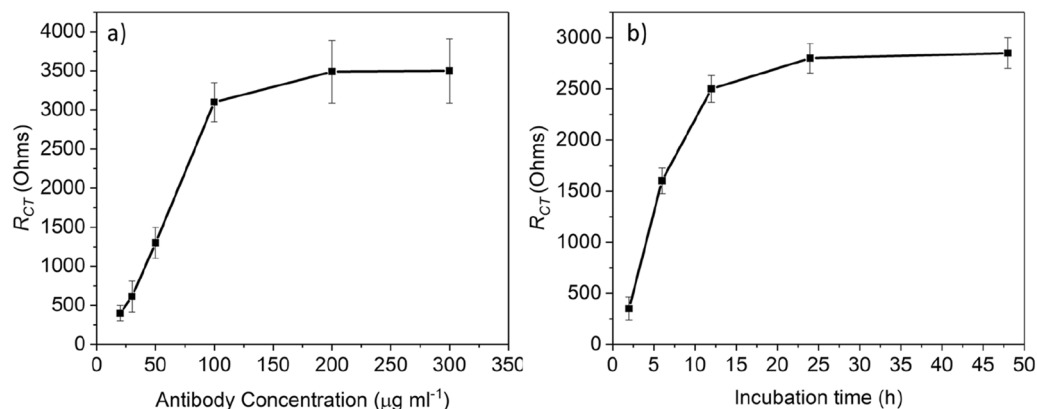 a)
4000
3500
3000
2500
2000
1500
1000
500
0
R_CT (Ohms)
0 50 100 150 200 250 300 350
Antibody Concentration (μg ml⁻¹)
b)
3000
2500
2000
1500
1000
500
0
R_CT (Ohms)
0 5 10 15 20 25 30 35 40 45 50
Incubation time (h)